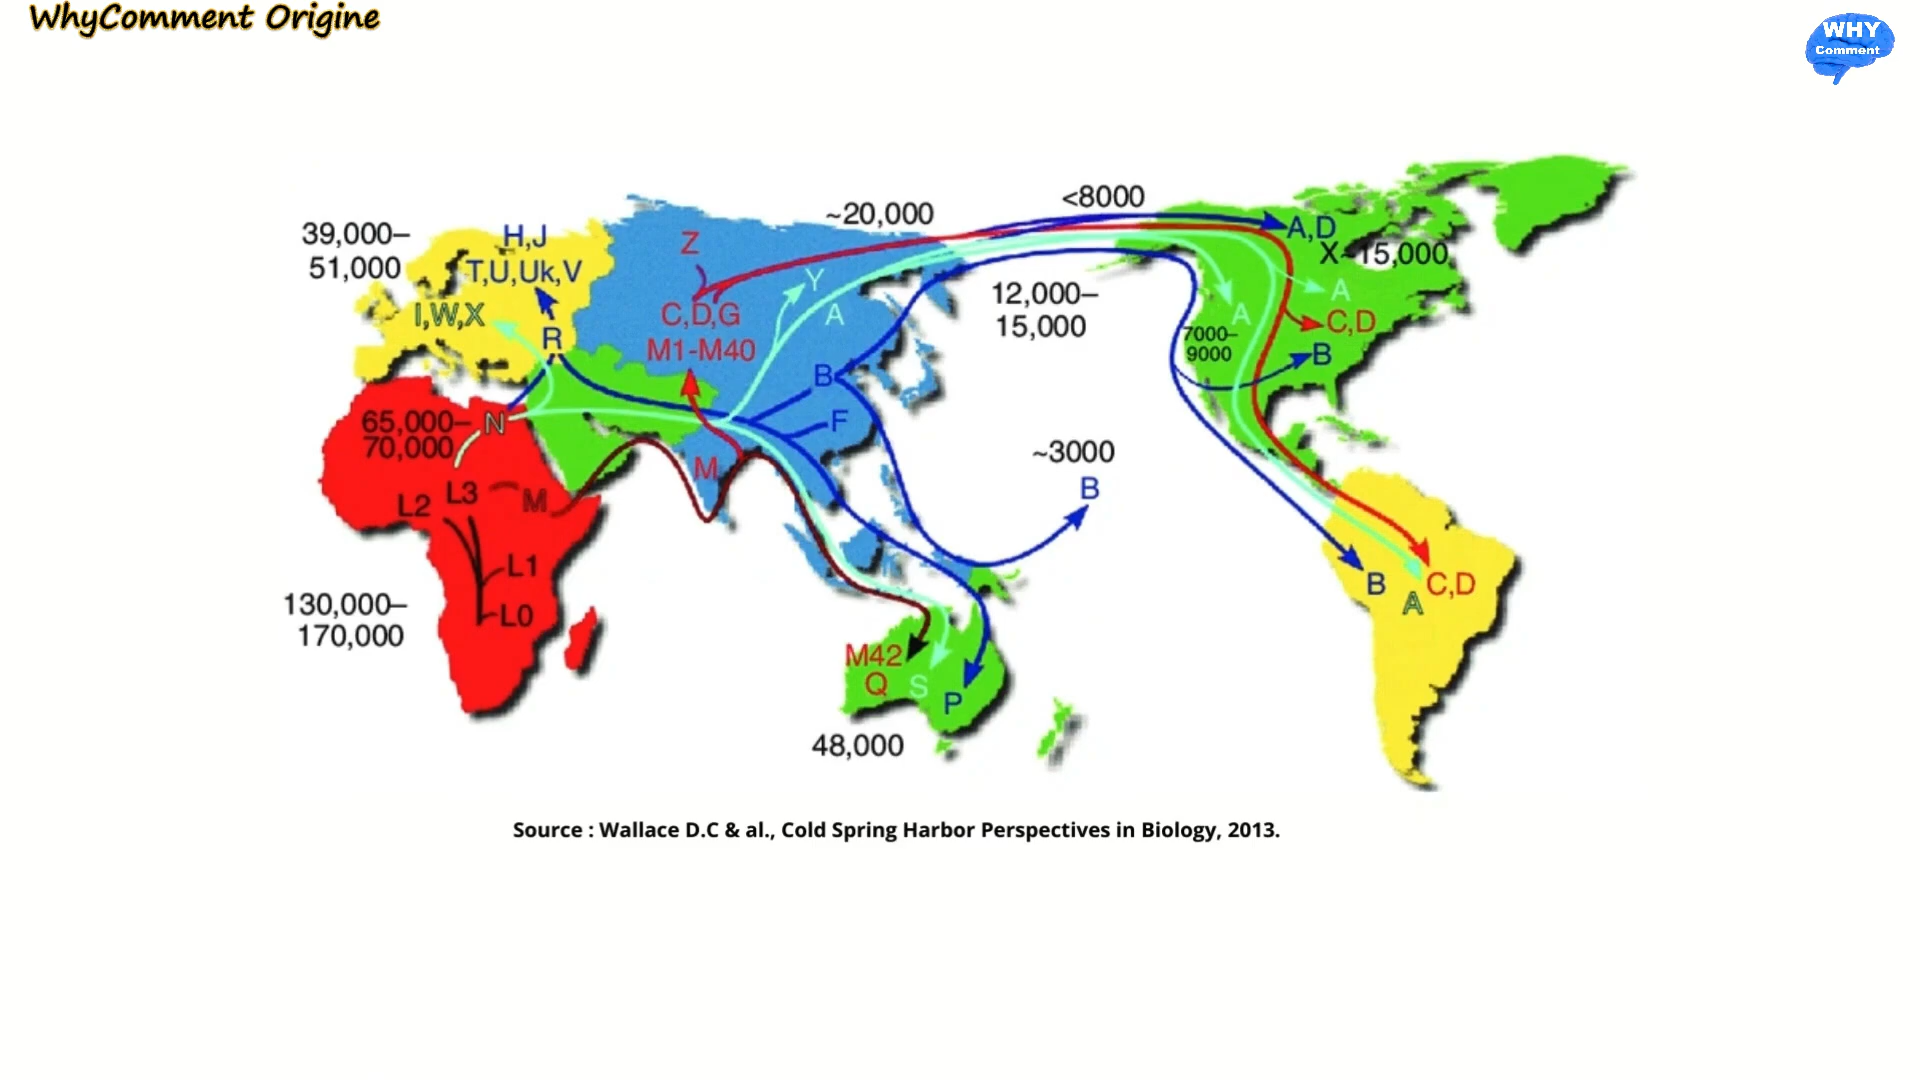 WhyComment Origine
WHY
Comment
39,000–
51,000
H,J
T,U,Uk,V
I,W,X
R
Z
C,D,G
M1-M40
Y
A
~20,000
<8000
A,D
X~15,000
12,000–
15,000
A
A
C,D
7000–
9000
B
B
F
65,000–
70,000
N
M
L3
M
L2
L1
L0
130,000–
170,000
~3000
B
B
C,D
A
M42
Q
S
P
48,000
Source : Wallace D.C & al., Cold Spring Harbor Perspectives in Biology, 2013.